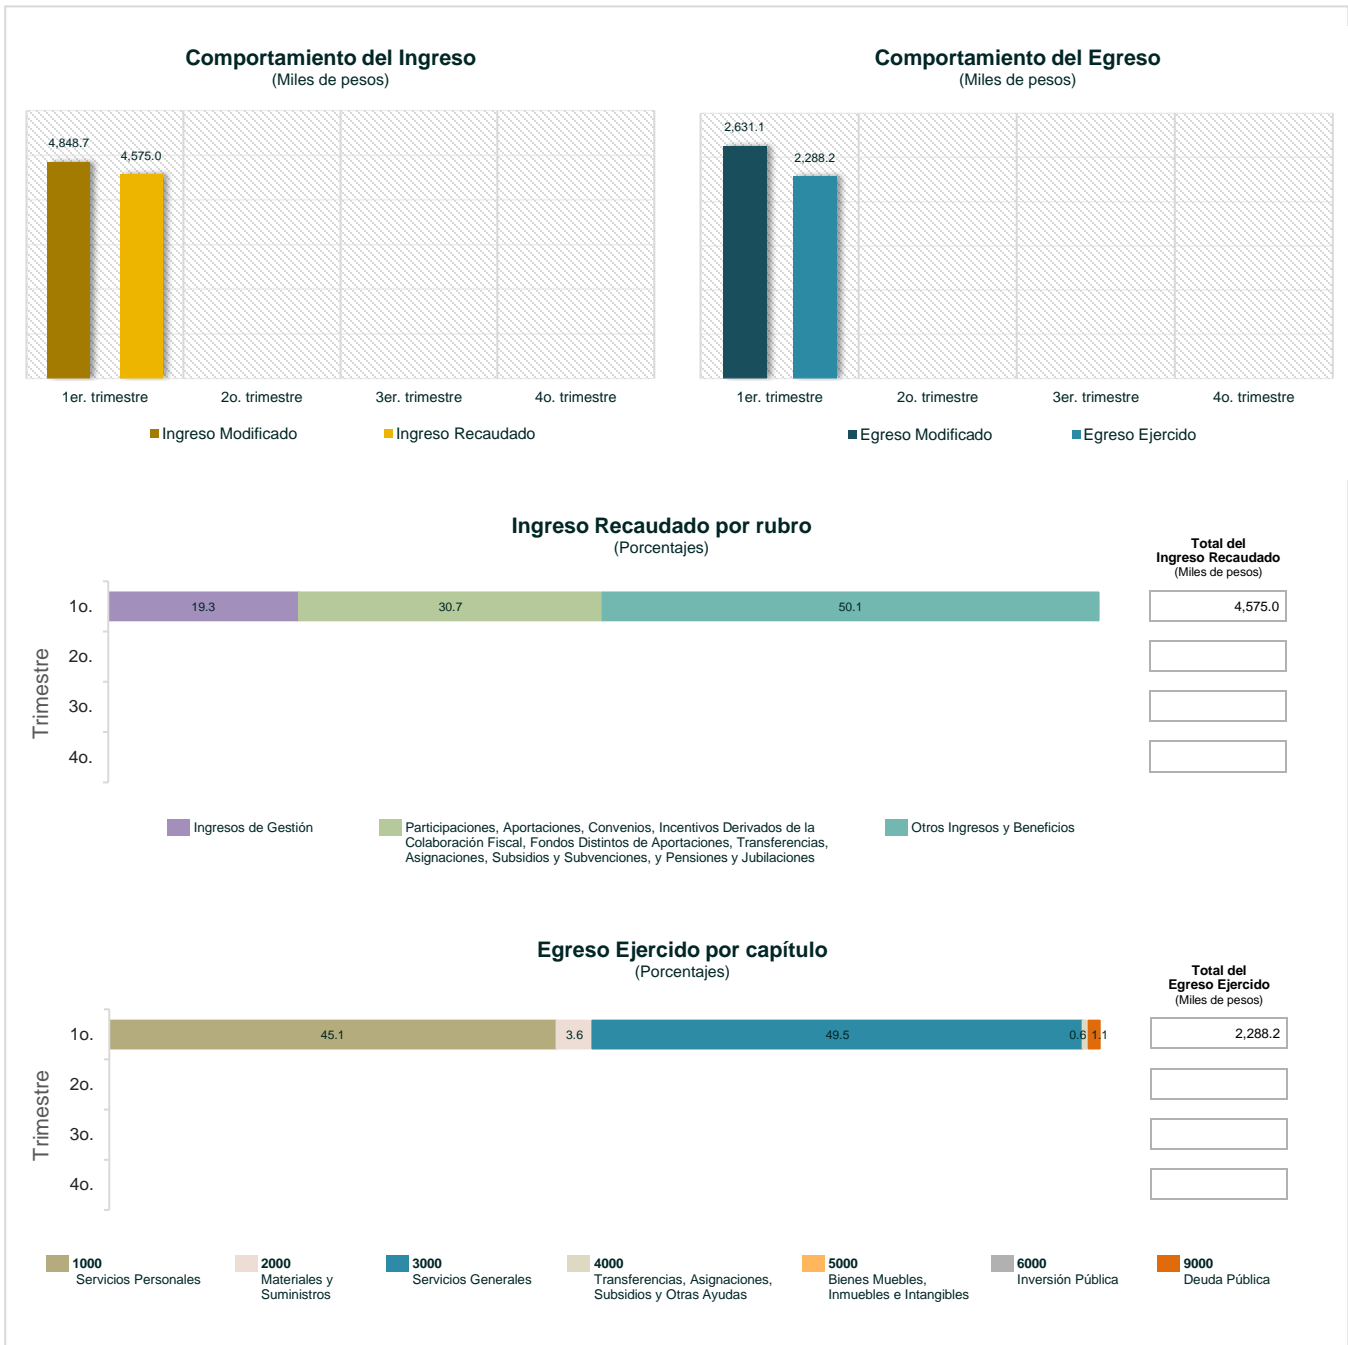 Comportamiento del Ingreso
(Miles de pesos)
4,848.7
4,575.0
1er. trimestre
2o. trimestre
3er. trimestre
4o. trimestre
Ingreso Modificado
Ingreso Recaudado
Comportamiento del Egreso
(Miles de pesos)
2,631.1
2,288.2
1er. trimestre
2o. trimestre
3er. trimestre
4o. trimestre
Egreso Modificado
Egreso Ejercido
Ingreso Recaudado por rubro
(Porcentajes)
Total del
Ingreso Recaudado
(Miles de pesos)
Trimestre
1o.
19.3
30.7
50.1
4,575.0
2o.
3o.
4o.
Ingresos de Gestión
Participaciones, Aportaciones, Convenios, Incentivos Derivados de la
Colaboración Fiscal, Fondos Distintos de Aportaciones, Transferencias,
Asignaciones, Subsidios y Subvenciones, y Pensiones y Jubilaciones
Otros Ingresos y Beneficios
Egreso Ejercido por capítulo
(Porcentajes)
Total del
Egreso Ejercido
(Miles de pesos)
Trimestre
1o.
45.1
3.6
49.5
0.6
1.1
2,288.2
2o.
3o.
4o.
1000
Servicios Personales
2000
Materiales y
Suministros
3000
Servicios Generales
4000
Transferencias, Asignaciones,
Subsidios y Otras Ayudas
5000
Bienes Muebles,
Inmuebles e Intangibles
6000
Inversión Pública
9000
Deuda Pública